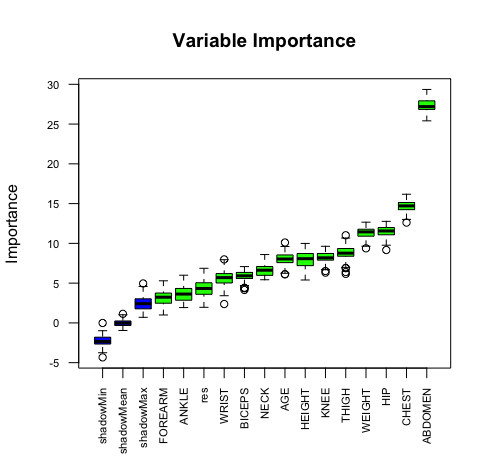 Variable Importance
Importance
30
25
20
15
10
5
0
-5
shadowMin
shadowMean
shadowMax
FOREARM
ANKLE
res
WRIST
BICEPS
NECK
AGE
HEIGHT
KNEE
THIGH
WEIGHT
HIP
CHEST
ABDOMEN